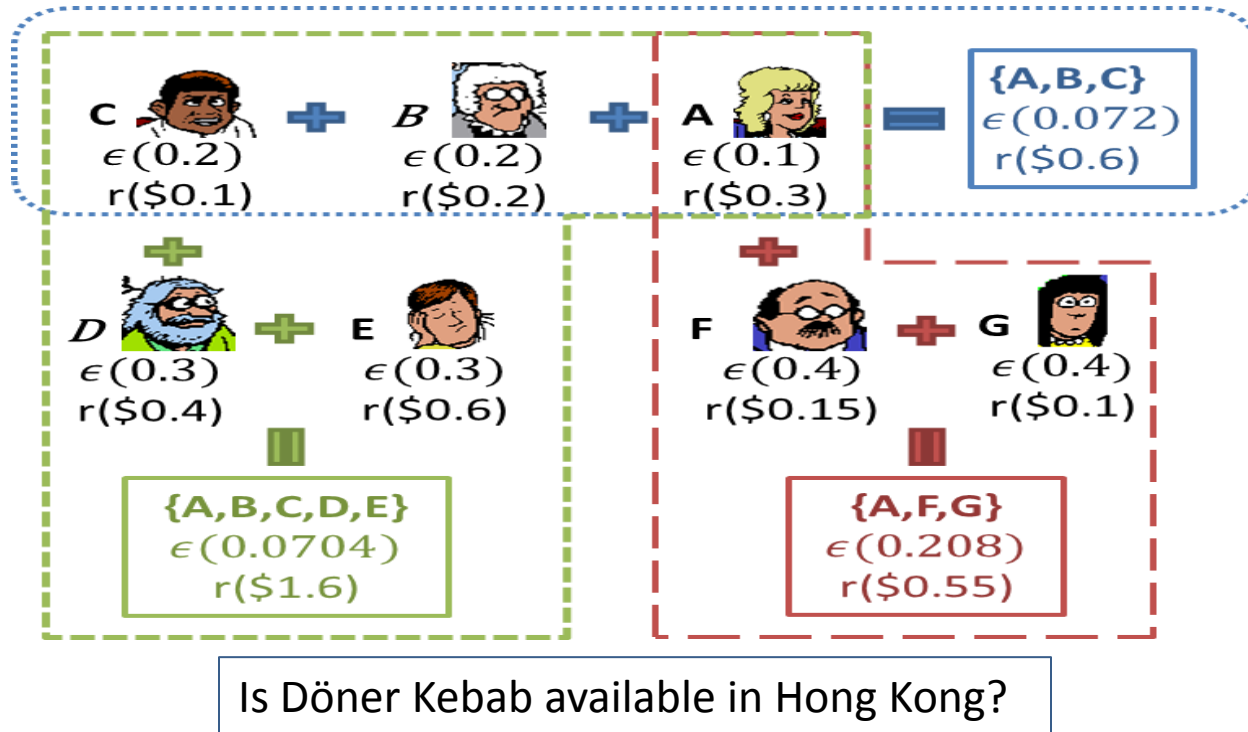 C
B
A
{A,B,C}
ϵ(0.2)
ϵ(0.2)
ϵ(0.1)
ϵ(0.072)
r($0.1)
r($0.2)
r($0.3)
r($0.6)
D
E
F
G
ϵ(0.3)
ϵ(0.3)
ϵ(0.4)
ϵ(0.4)
r($0.4)
r($0.6)
r($0.15)
r($0.1)
{A,B,C,D,E}
ϵ(0.0704)
r($1.6)
{A,F,G}
ϵ(0.208)
r($0.55)
Is Döner Kebab available in Hong Kong?